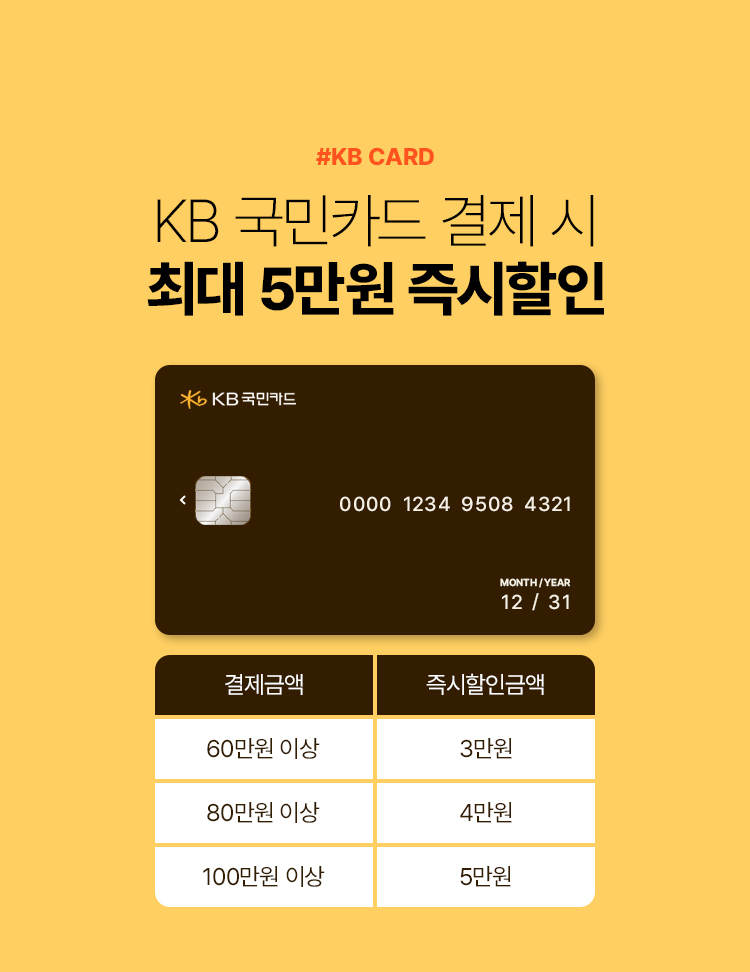 #KB CARD
KB 국민카드 결제 시
최대 5만원 즉시할인
KB국민카드
0000 1234 9508 4321
MONTH/YEAR
12 / 31
결제금액 즉시할인금액
60만원 이상 3만원
80만원 이상 4만원
100만원 이상 5만원